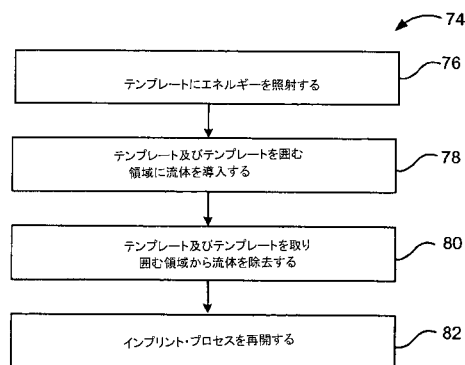 74
テンプレートにエネルギーを照射する
76
テンプレート及びテンプレートを囲む
領域に流体を導入する
78
テンプレート及びテンプレートを取り
囲む領域から流体を除去する
80
インプリント・プロセスを再開する
82